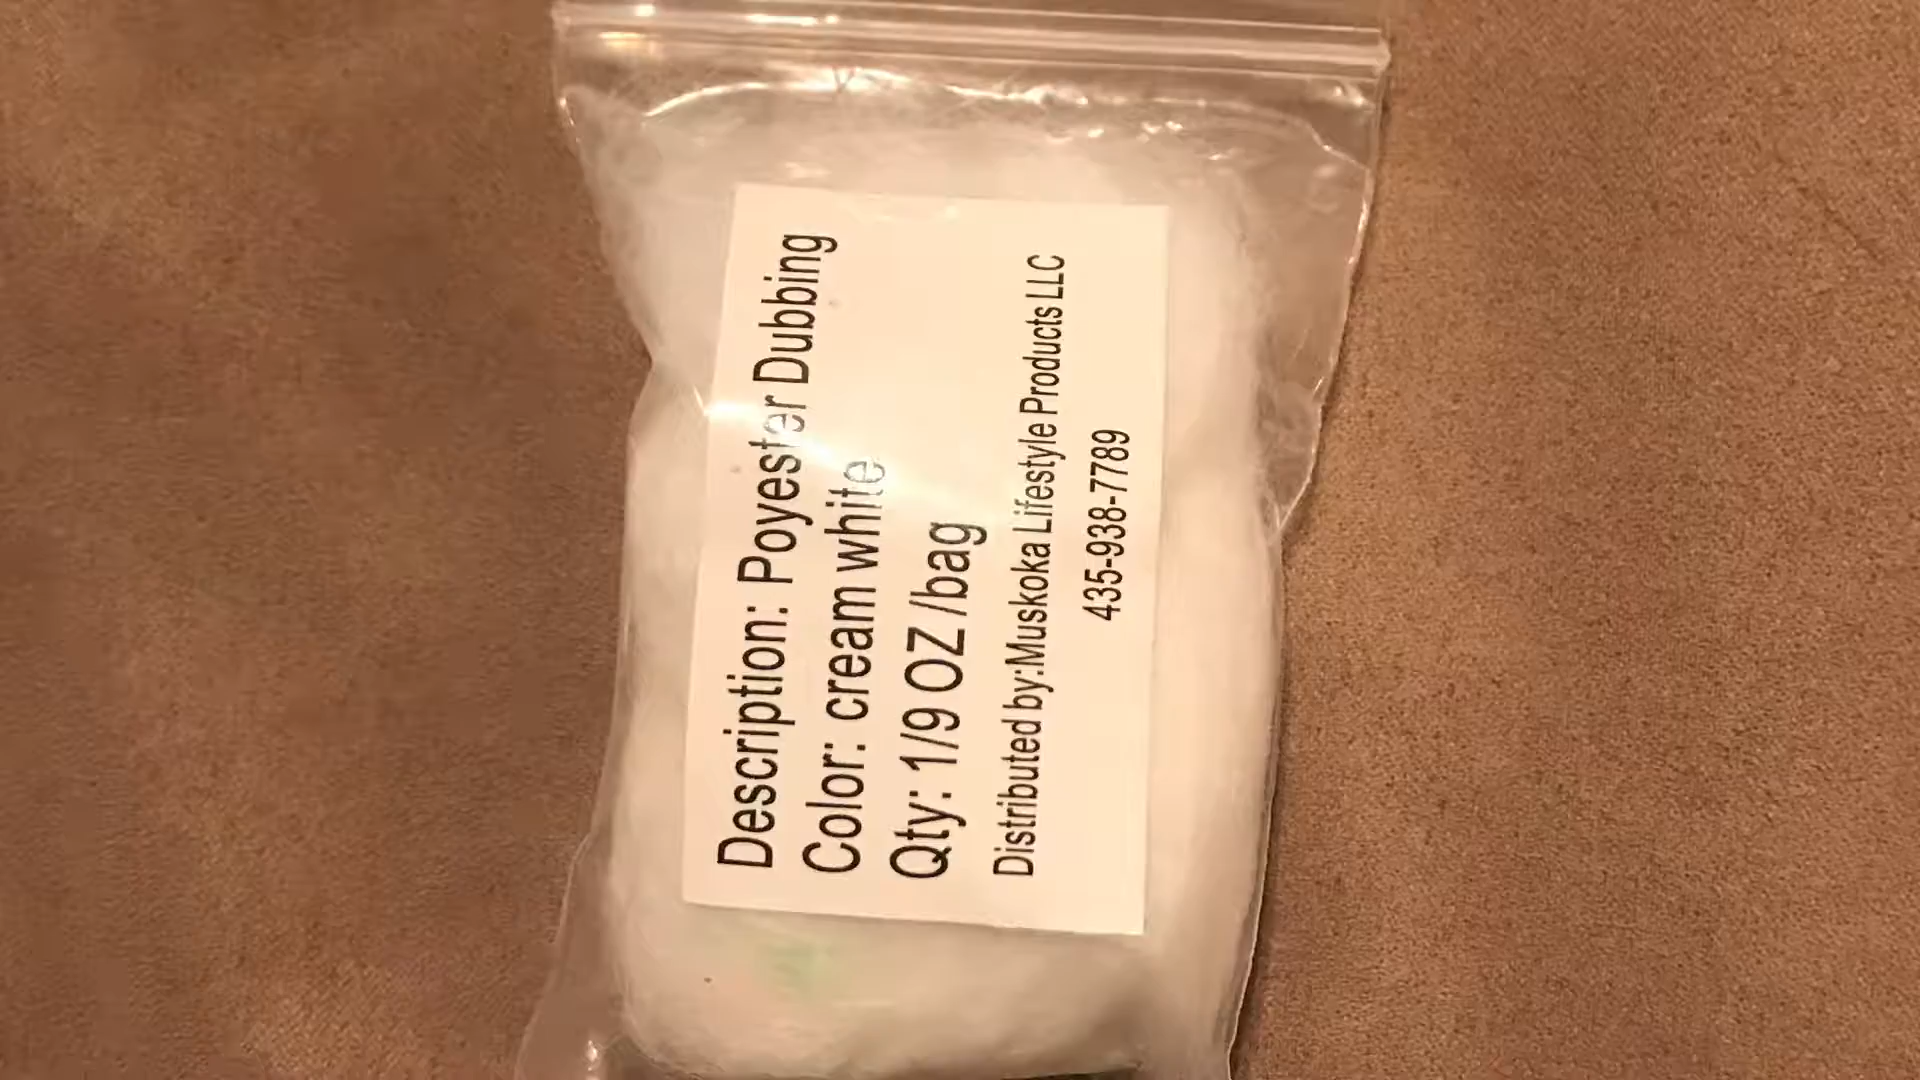 Description: Poyester Dubbing
Color: cream white
Qty: 1/9 OZ /bag
Distributed by:Muskoka Lifestyle Products LLC
435-938-7789